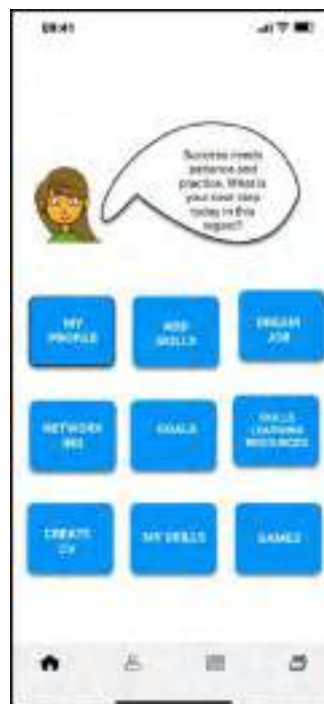 09:41
Success needs
patience and
practice. What is
your next step
today in this
regard?
MY
PROFILE
ADD
SKILLS
DREAM
JOB
NETWORK
ING
GOALS
SKILLS
LEARNING
RESOURCES
CREATE
CV
MY SKILLS
GAMES